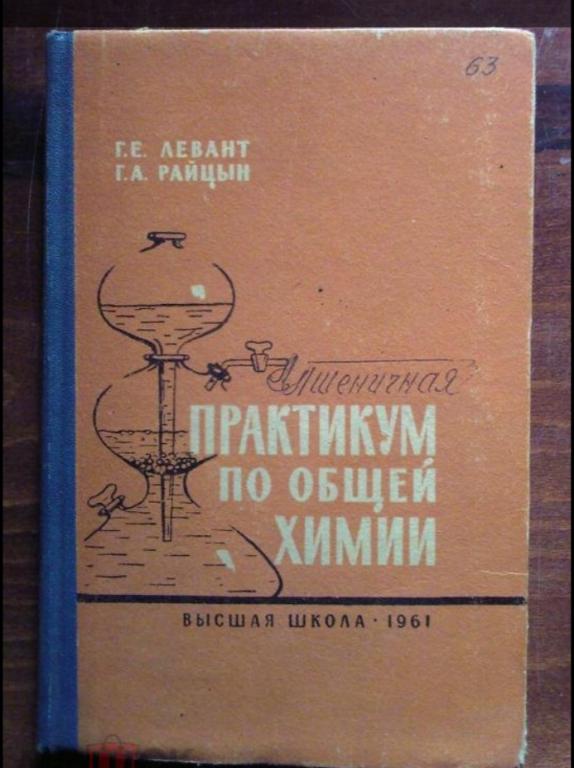 63
Г.Е. ЛЕВАНТ
Г.А. РАЙЦЫН
Пшеничная
ПРАКТИКУМ
ПО ОБЩЕЙ
ХИМИИ
ВЫСШАЯ ШКОЛА · 1961